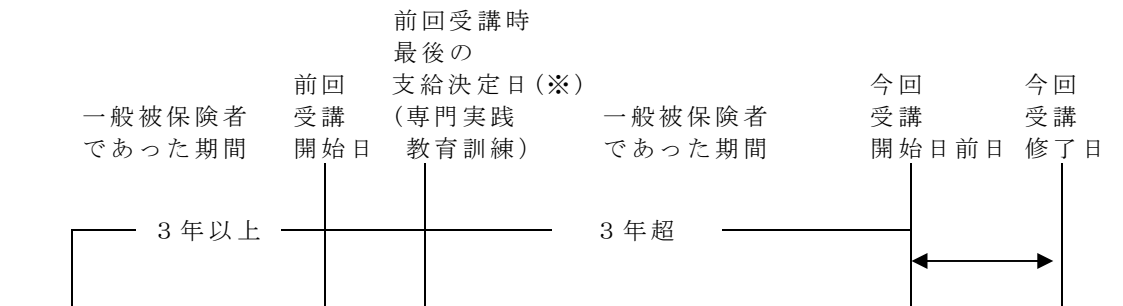 一般被保険者
であった期間
前回
受講
開始日
前回受講時
最後の
支給決定日(※)
(専門実践
教育訓練)
一般被保険者
であった期間
今回
受講
開始日前日
今回
受講
修了日
3年以上
3年超